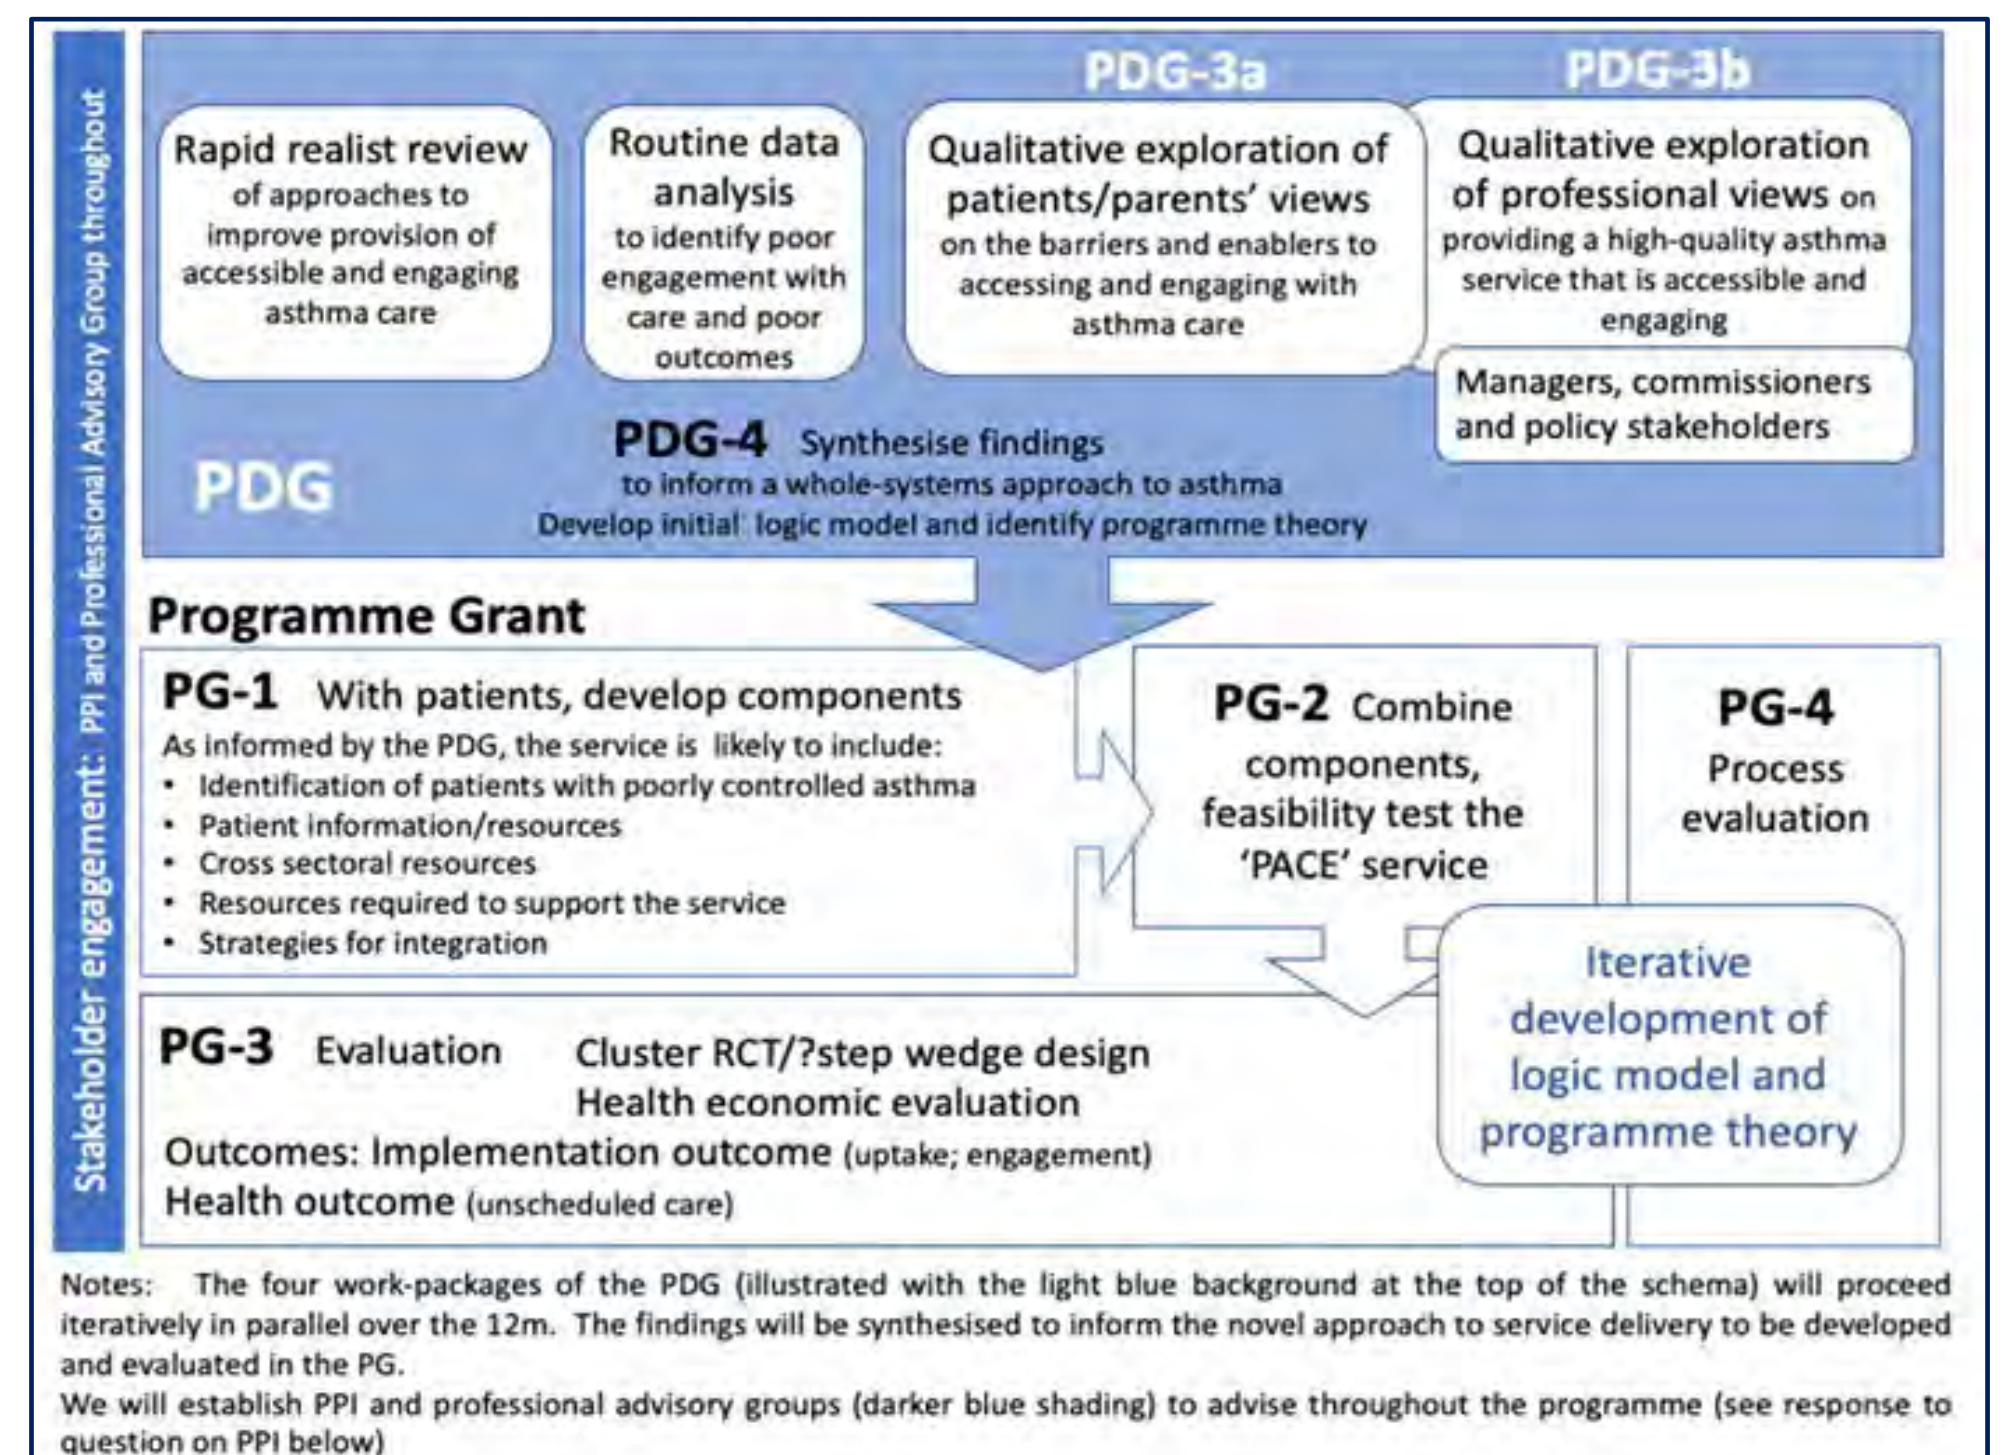 Stakeholder engagement: PPI and Professional Advisory Group throughout
PDG-3a
PDG-3b
Rapid realist review
of approaches to
improve provision of
accessible and engaging
asthma care
Routine data
analysis
to identify poor
engagement with
care and poor
outcomes
Qualitative exploration of
patients/parents' views
on the barriers and enablers to
accessing and engaging with
asthma care
Qualitative exploration
of professional views on
providing a high-quality asthma
service that is accessible and
engaging
Managers, commissioners
and policy stakeholders
PDG
PDG-4 Synthesise findings
to inform a whole-systems approach to asthma
Develop initial logic model and identify programme theory
Programme Grant
PG-1 With patients, develop components
As informed by the PDG, the service is likely to include:
• Identification of patients with poorly controlled asthma
• Patient information/resources
• Cross sectoral resources
• Resources required to support the service
• Strategies for integration
PG-2 Combine
components,
feasibility test the
'PACE' service
PG-4
Process
evaluation
Iterative
development of
logic model and
programme theory
PG-3 Evaluation Cluster RCT/?step wedge design
Health economic evaluation
Outcomes: Implementation outcome (uptake; engagement)
Health outcome (unscheduled care)
Notes: The four work-packages of the PDG (illustrated with the light blue background at the top of the schema) will proceed
iteratively in parallel over the 12m. The findings will be synthesised to inform the novel approach to service delivery to be developed
and evaluated in the PG.
We will establish PPI and professional advisory groups (darker blue shading) to advise throughout the programme (see response to
question on PPI below)